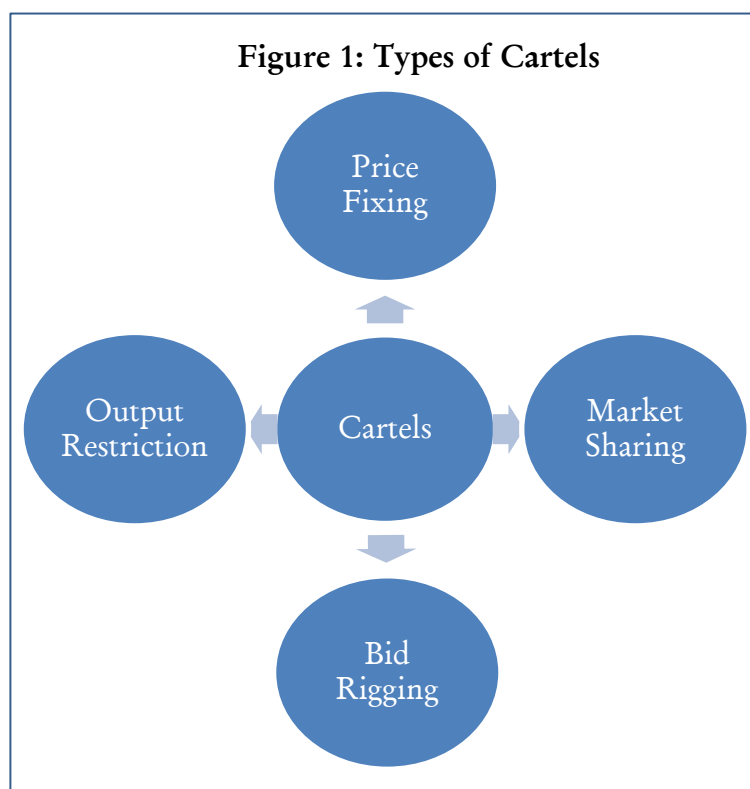 Figure 1: Types of Cartels
Price
Fixing
Output
Restriction
Cartels
Market
Sharing
Bid
Rigging